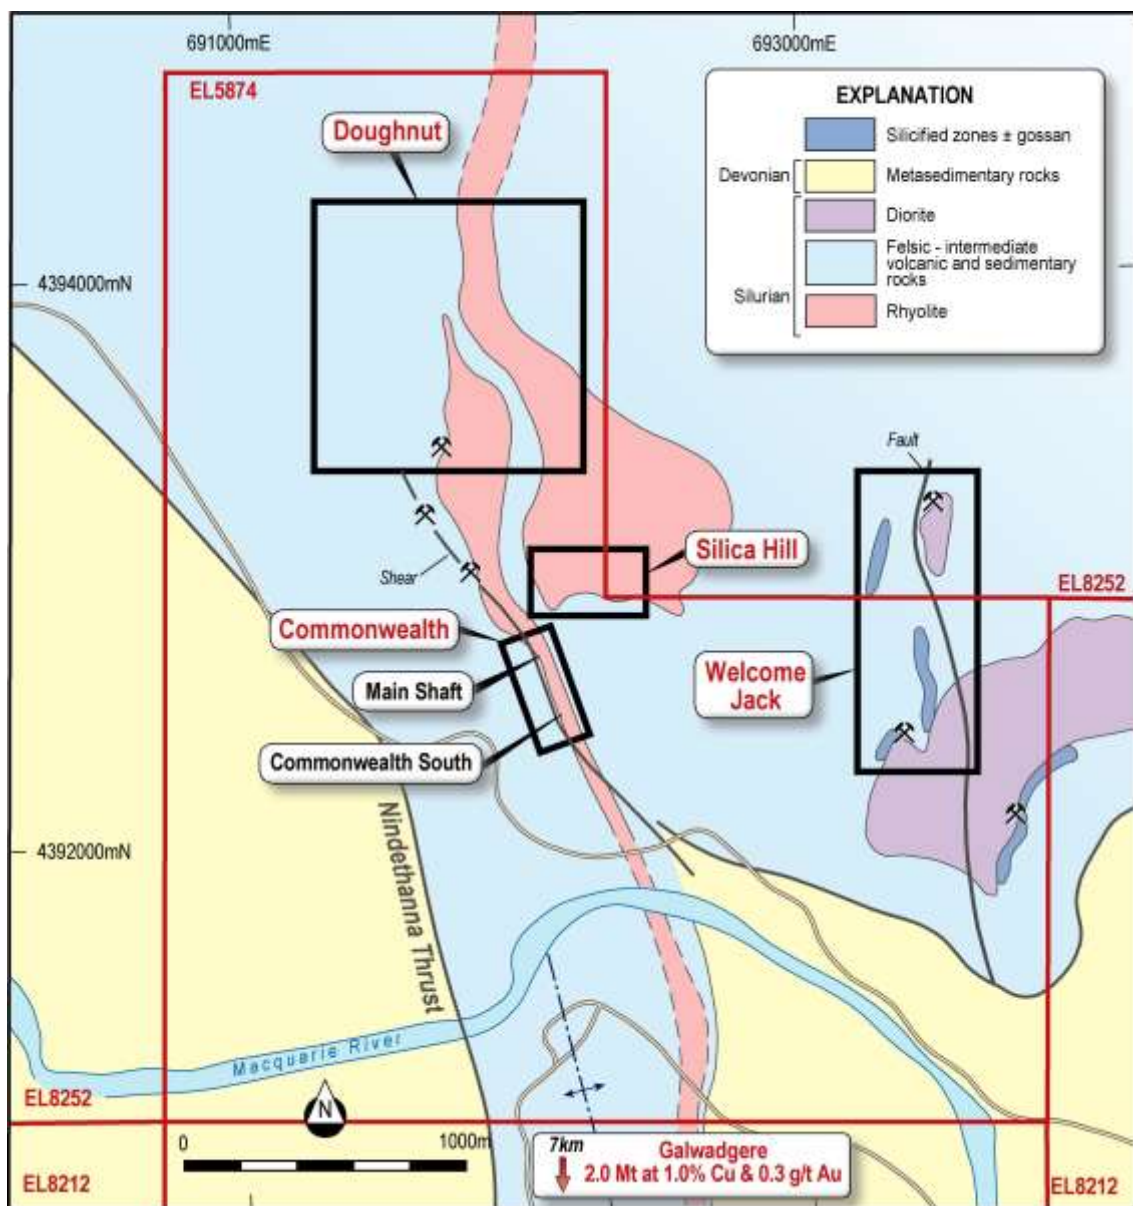 691000mE
693000mE
EL5874
EXPLANATION
Silicified zones ± gossan
Devonian
Metasedimentary rocks
Diorite
Felsic - intermediate
volcanic and sedimentary
rocks
Silurian
Rhyolite
Doughnut
4394000mN
Fault
Shear
Silica Hill
EL8252
Commonwealth
Welcome
Jack
Main Shaft
Commonwealth South
4392000mN
Nindethanna Thrust
Macquarie River
EL8252
N
0
1000m
7km
Galwadgere
2.0 Mt at 1.0% Cu & 0.3 g/t Au
EL8212
EL8212